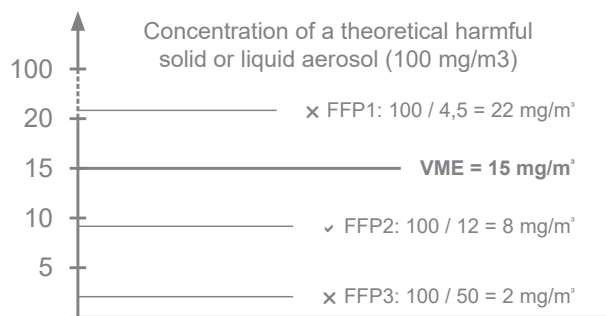 Concentration of a theoretical harmful
solid or liquid aerosol (100 mg/m3)
100
× FFP1: 100 / 4,5 = 22 mg/m³
20
15
VME = 15 mg/m³
10
✓ FFP2: 100 / 12 = 8 mg/m³
5
× FFP3: 100 / 50 = 2 mg/m³